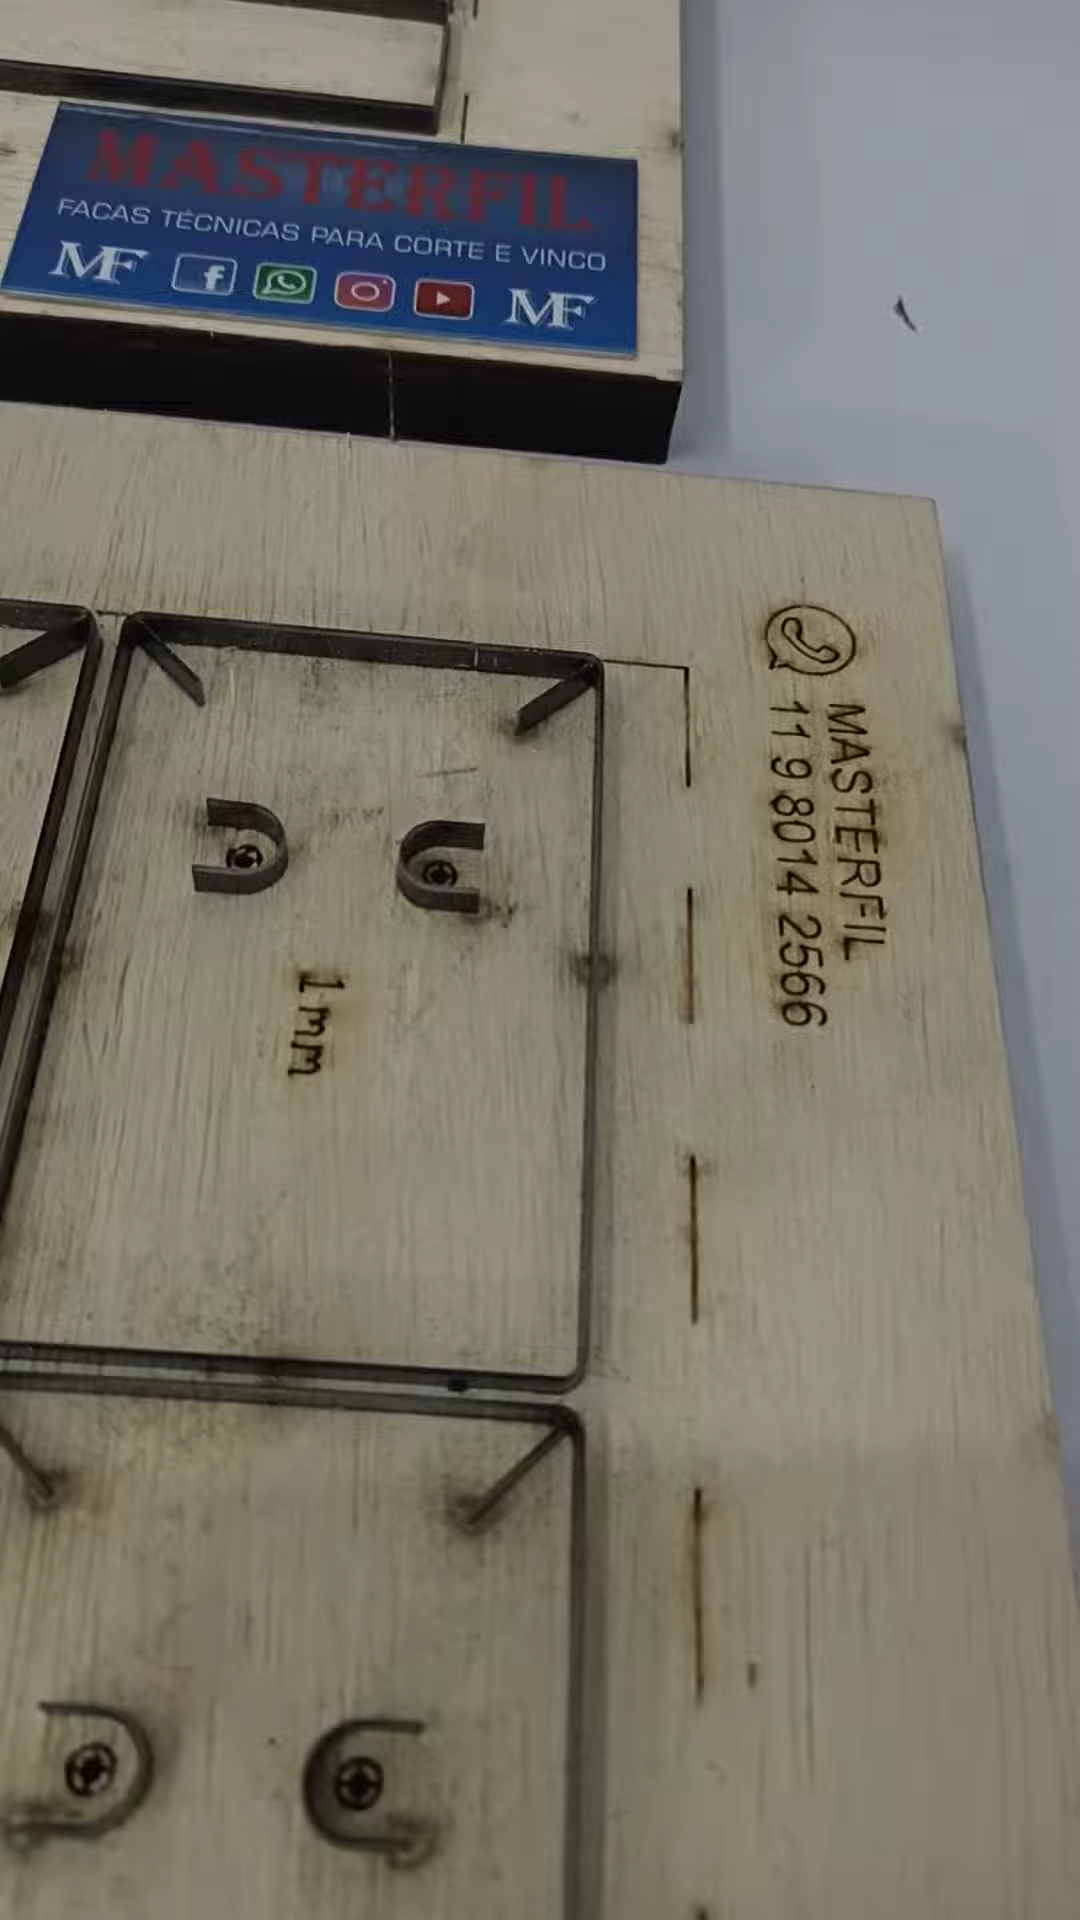 MASTERFIL
FACAS TÉCNICAS PARA CORTE E VINCO
MF MF
MASTERFIL
11 9 8014 2566
1mm